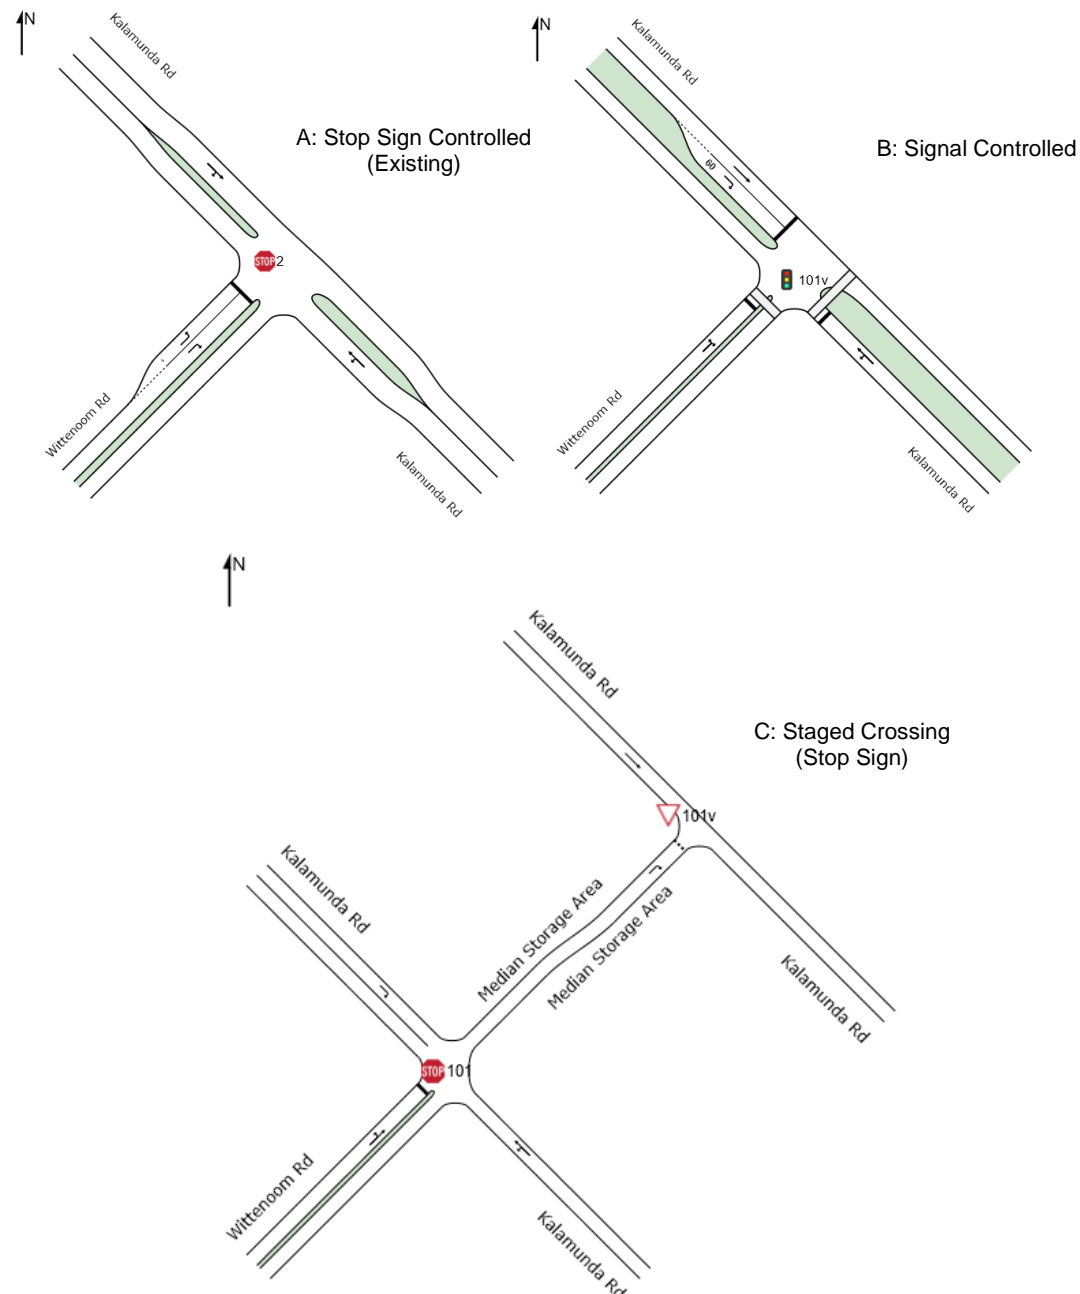 N
Kalamunda Rd
A: Stop Sign Controlled
(Existing)
STOP
2
Wittenoom Rd
Kalamunda Rd
N
Kalamunda Rd
B: Signal Controlled
60
101v
Wittenoom Rd
Kalamunda Rd
N
Kalamunda Rd
C: Staged Crossing
(Stop Sign)
101v
Kalamunda Rd
Median Storage Area
Median Storage Area
Kalamunda Rd
STOP
101
Wittenoom Rd
Kalamunda Rd